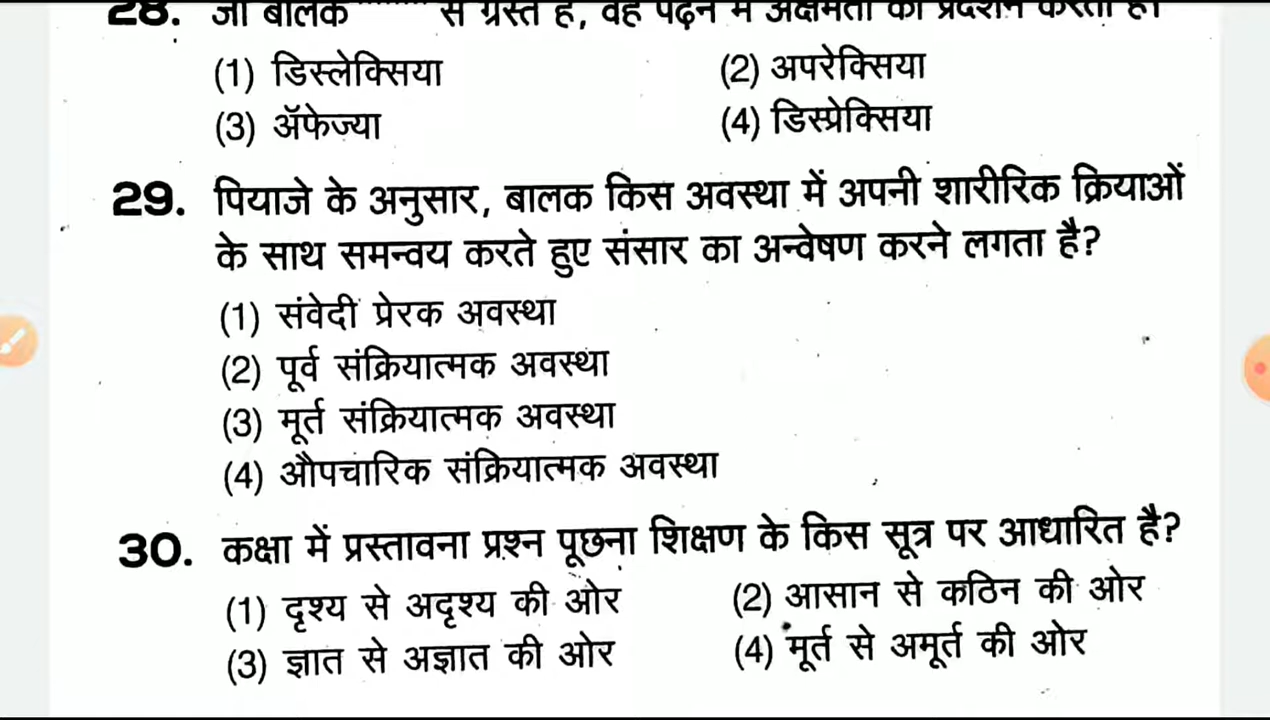 28. जो बालक ........ से ग्रस्त है, वह पढ़ने में अक्षमता का प्रदर्शन करता है।
(1) डिस्लेक्सिया (2) अपरेक्सिया
(3) ॲफेज्या (4) डिस्प्रेक्सिया
29. पियाजे के अनुसार, बालक किस अवस्था में अपनी शारीरिक क्रियाओं
के साथ समन्वय करते हुए संसार का अन्वेषण करने लगता है?
(1) संवेदी प्रेरक अवस्था
(2) पूर्व संक्रियात्मक अवस्था
(3) मूर्त संक्रियात्मक अवस्था
(4) औपचारिक संक्रियात्मक अवस्था
30. कक्षा में प्रस्तावना प्रश्न पूछना शिक्षण के किस सूत्र पर आधारित है?
(1) दृश्य से अदृश्य की ओर (2) आसान से कठिन की ओर
(3) ज्ञात से अज्ञात की ओर (4) मूर्त से अमूर्त की ओर